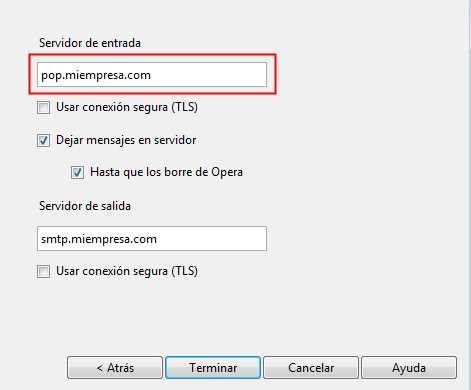 Servidor de entrada
pop.miempresa.com
Usar conexión segura (TLS)
Dejar mensajes en servidor
Hasta que los borre de Opera
Servidor de salida
smtp.miempresa.com
Usar conexión segura (TLS)
< Atrás Terminar Cancelar Ayuda